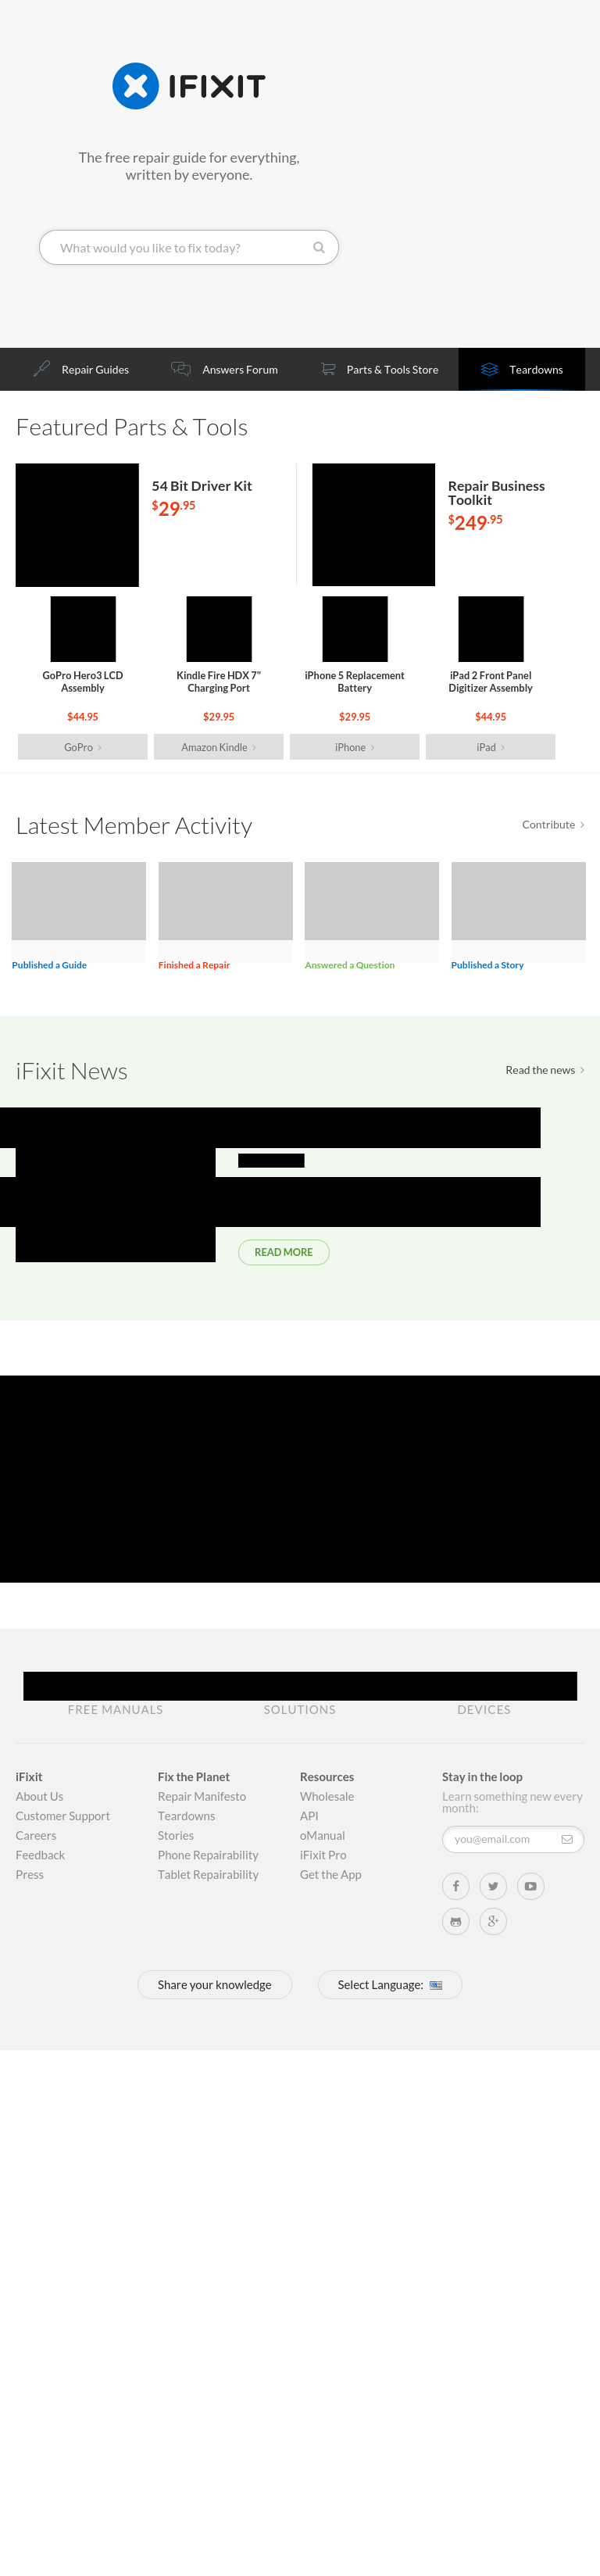 IFIXIT
The free repair guide for everything,
written by everyone.
What would you like to fix today?
Repair Guides
Answers Forum
Parts & Tools Store
Teardowns
Featured Parts & Tools
54 Bit Driver Kit
$29.95
Repair Business
Toolkit
$249.95
GoPro Hero3 LCD
Assembly
$44.95
GoPro
Kindle Fire HDX 7"
Charging Port
$29.95
Amazon Kindle
iPhone 5 Replacement
Battery
$29.95
iPhone
iPad 2 Front Panel
Digitizer Assembly
$44.95
iPad
Latest Member Activity
Contribute
Published a Guide
Finished a Repair
Answered a Question
Published a Story
iFixit News
Read the news
READ MORE
FREE MANUALS
SOLUTIONS
DEVICES
iFixit
About Us
Customer Support
Careers
Feedback
Press
Fix the Planet
Repair Manifesto
Teardowns
Stories
Phone Repairability
Tablet Repairability
Resources
Wholesale
API
oManual
iFixit Pro
Get the App
Stay in the loop
Learn something new every
month:
you@email.com
Share your knowledge
Select Language: